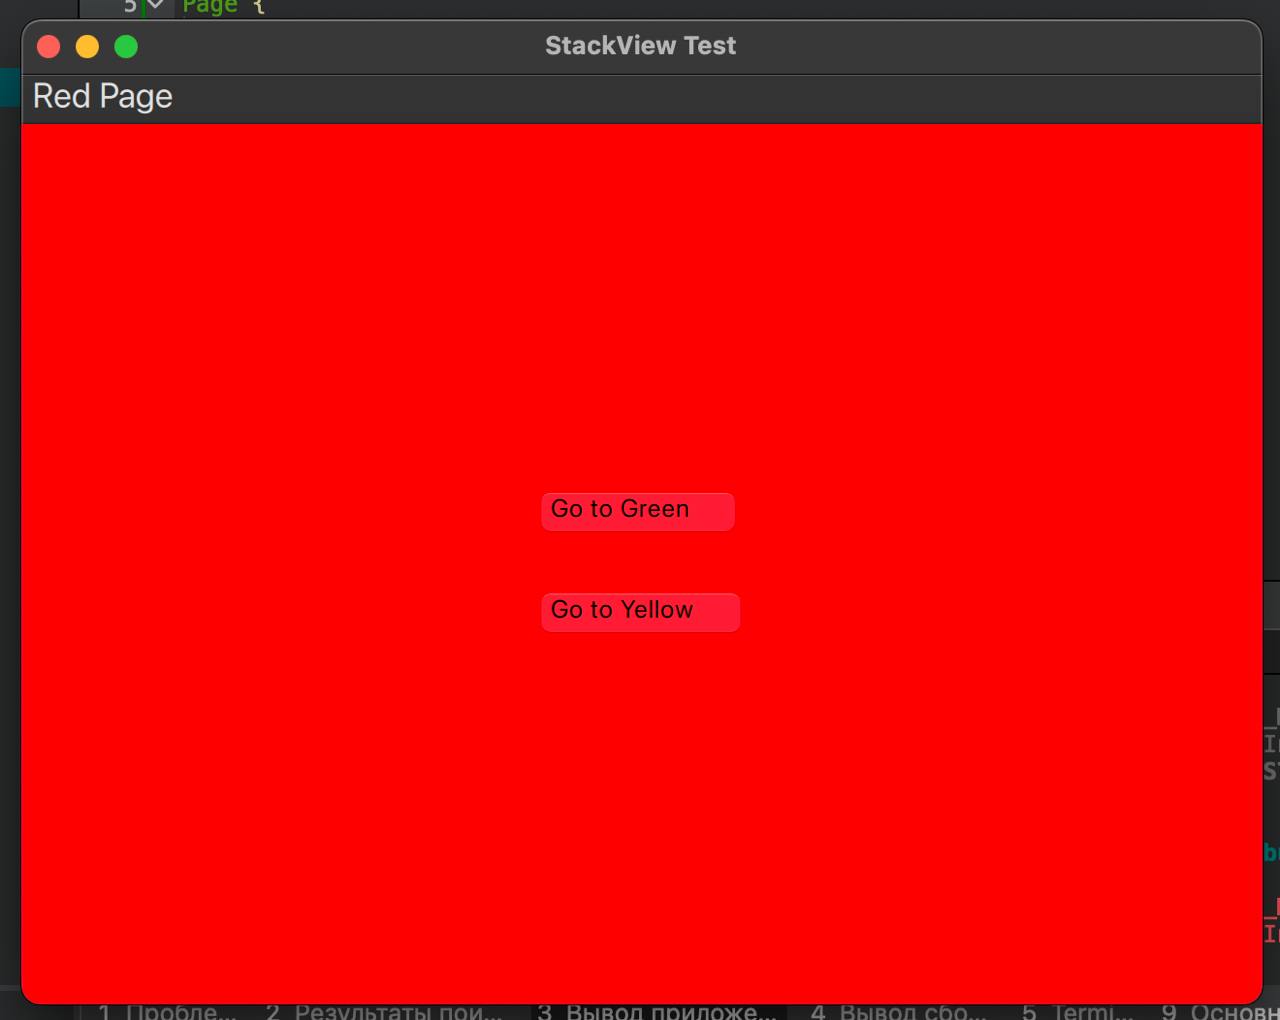 5 Page {
StackView Test
Red Page
Go to Green
Go to Yellow
1 Пробле... 2 Результаты пои... 3 Вывод приложе... 4 Вывод сбо... 5 Termi... 9 Основн